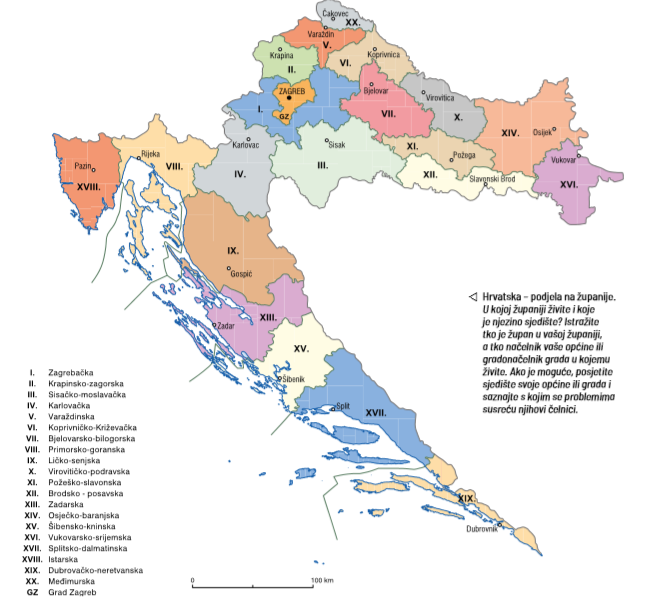 Čakovec
XX.
Varaždin
V.
Krapina
II.
VI.
Koprivnica
ZAGREB
I.
GZ
Bjelovar
VII.
Virovitica
X.
XIV.
Osijek
Karlovac
Sisak
XI.
Požega
Vukovar
Pazin
Rijeka
VIII.
XVIII.
IV.
III.
XII.
Slavonski Brod
XVI.
IX.
Gospić
XIII.
Zadar
XV.
Šibenik
Split
XVII.
XIX.
Dubrovnik
Hrvatska – podjela na županije.
U kojoj županiji živite i koje
je njezino sjedište? Istražite
tko je župan u vašoj županiji,
a tko načelnik vaše općine ili
gradonačelnik grada u kojemu
živite. Ako je moguće, posjetite
sjedište svoje općine ili grada i
saznajte s kojim se problemima
susreću njihovi čelnici.
I. Zagrebačka
II. Krapinsko-zagorska
III. Sisačko-moslavačka
IV. Karlovačka
V. Varaždinska
VI. Koprivničko-Križevačka
VII. Bjelovarsko-bilogorska
VIII. Primorsko-goranska
IX. Ličko-senjska
X. Virovitičko-podravska
XI. Požeško-slavonska
XII. Brodsko - posavska
XIII. Zadarska
XIV. Osječko-baranjska
XV. Šibensko-kninska
XVI. Vukovarsko-srijemska
XVII. Splitsko-dalmatinska
XVIII. Istarska
XIX. Dubrovačko-neretvanska
XX. Međimurska
GZ Grad Zagreb
0 100 km